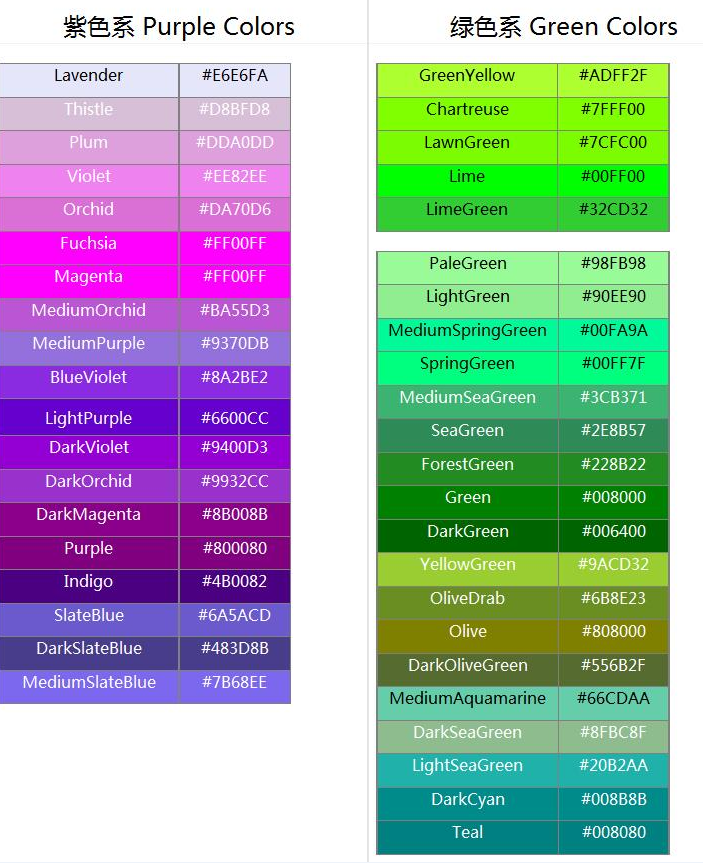 紫色系 Purple Colors
Lavender #E6E6FA
Thistle #D8BFD8
Plum #DDA0DD
Violet #EE82EE
Orchid #DA70D6
Fuchsia #FF00FF
Magenta #FF00FF
MediumOrchid #BA55D3
MediumPurple #9370DB
BlueViolet #8A2BE2
LightPurple #6600CC
DarkViolet #9400D3
DarkOrchid #9932CC
DarkMagenta #8B008B
Purple #800080
Indigo #4B0082
SlateBlue #6A5ACD
DarkSlateBlue #483D8B
MediumSlateBlue #7B68EE
绿色系 Green Colors
GreenYellow #ADFF2F
Chartreuse #7FFF00
LawnGreen #7CFC00
Lime #00FF00
LimeGreen #32CD32
PaleGreen #98FB98
LightGreen #90EE90
MediumSpringGreen #00FA9A
SpringGreen #00FF7F
MediumSeaGreen #3CB371
SeaGreen #2E8B57
ForestGreen #228B22
Green #008000
DarkGreen #006400
YellowGreen #9ACD32
OliveDrab #6B8E23
Olive #808000
DarkOliveGreen #556B2F
MediumAquamarine #66CDAA
DarkSeaGreen #8FBC8F
LightSeaGreen #20B2AA
DarkCyan #008B8B
Teal #008080